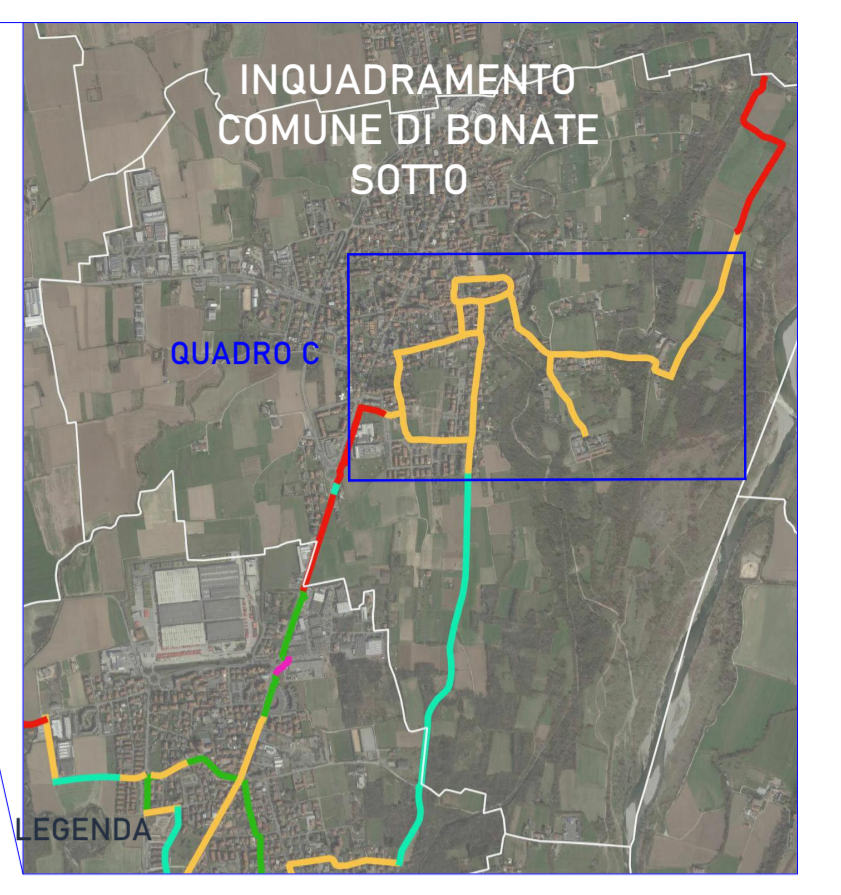 INQUADRAMENTO
COMUNE DI BONATE
SOTTO
QUADRO C
LEGENDA